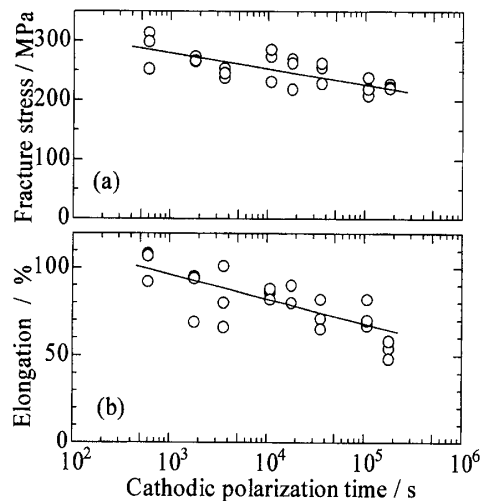 300
200
100
0
Fracture stress / MPa
(a)
100
50
0
Elongation / %
(b)
10²
10³
10⁴
10⁵
10⁶
Cathodic polarization time / s